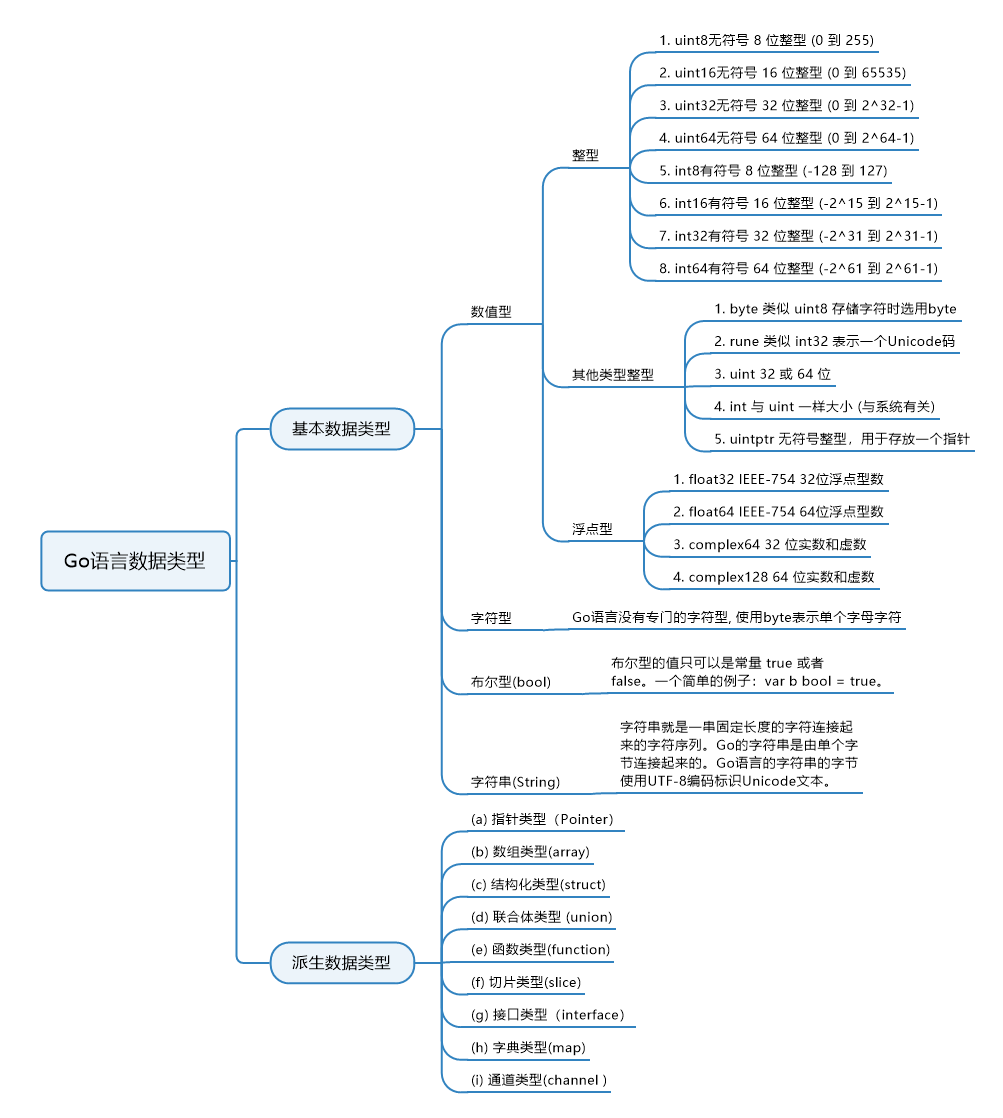 Go语言数据类型
基本数据类型
数值型
整型
1. uint8无符号 8 位整型 (0 到 255)
2. uint16无符号 16 位整型 (0 到 65535)
3. uint32无符号 32 位整型 (0 到 2^32-1)
4. uint64无符号 64 位整型 (0 到 2^64-1)
5. int8有符号 8 位整型 (-128 到 127)
6. int16有符号 16 位整型 (-2^15 到 2^15-1)
7. int32有符号 32 位整型 (-2^31 到 2^31-1)
8. int64有符号 64 位整型 (-2^61 到 2^61-1)
其他类型整型
1. byte 类似 uint8 存储字符时选用byte
2. rune 类似 int32 表示一个Unicode码
3. uint 32 或 64 位
4. int 与 uint 一样大小 (与系统有关)
5. uintptr 无符号整型，用于存放一个指针
浮点型
1. float32 IEEE-754 32位浮点型数
2. float64 IEEE-754 64位浮点型数
3. complex64 32 位实数和虚数
4. complex128 64 位实数和虚数
字符型
Go语言没有专门的字符型, 使用byte表示单个字母字符
布尔型(bool)
布尔型的值只可以是常量 true 或者
false。一个简单的例子：var b bool = true。
字符串(String)
字符串就是一串固定长度的字符连接起
来的字符序列。Go的字符串是由单个字
节连接起来的。Go语言的字符串的字节
使用UTF-8编码标识Unicode文本。
派生数据类型
(a) 指针类型（Pointer）
(b) 数组类型(array)
(c) 结构化类型(struct)
(d) 联合体类型 (union)
(e) 函数类型(function)
(f) 切片类型(slice)
(g) 接口类型（interface）
(h) 字典类型(map)
(i) 通道类型(channel )